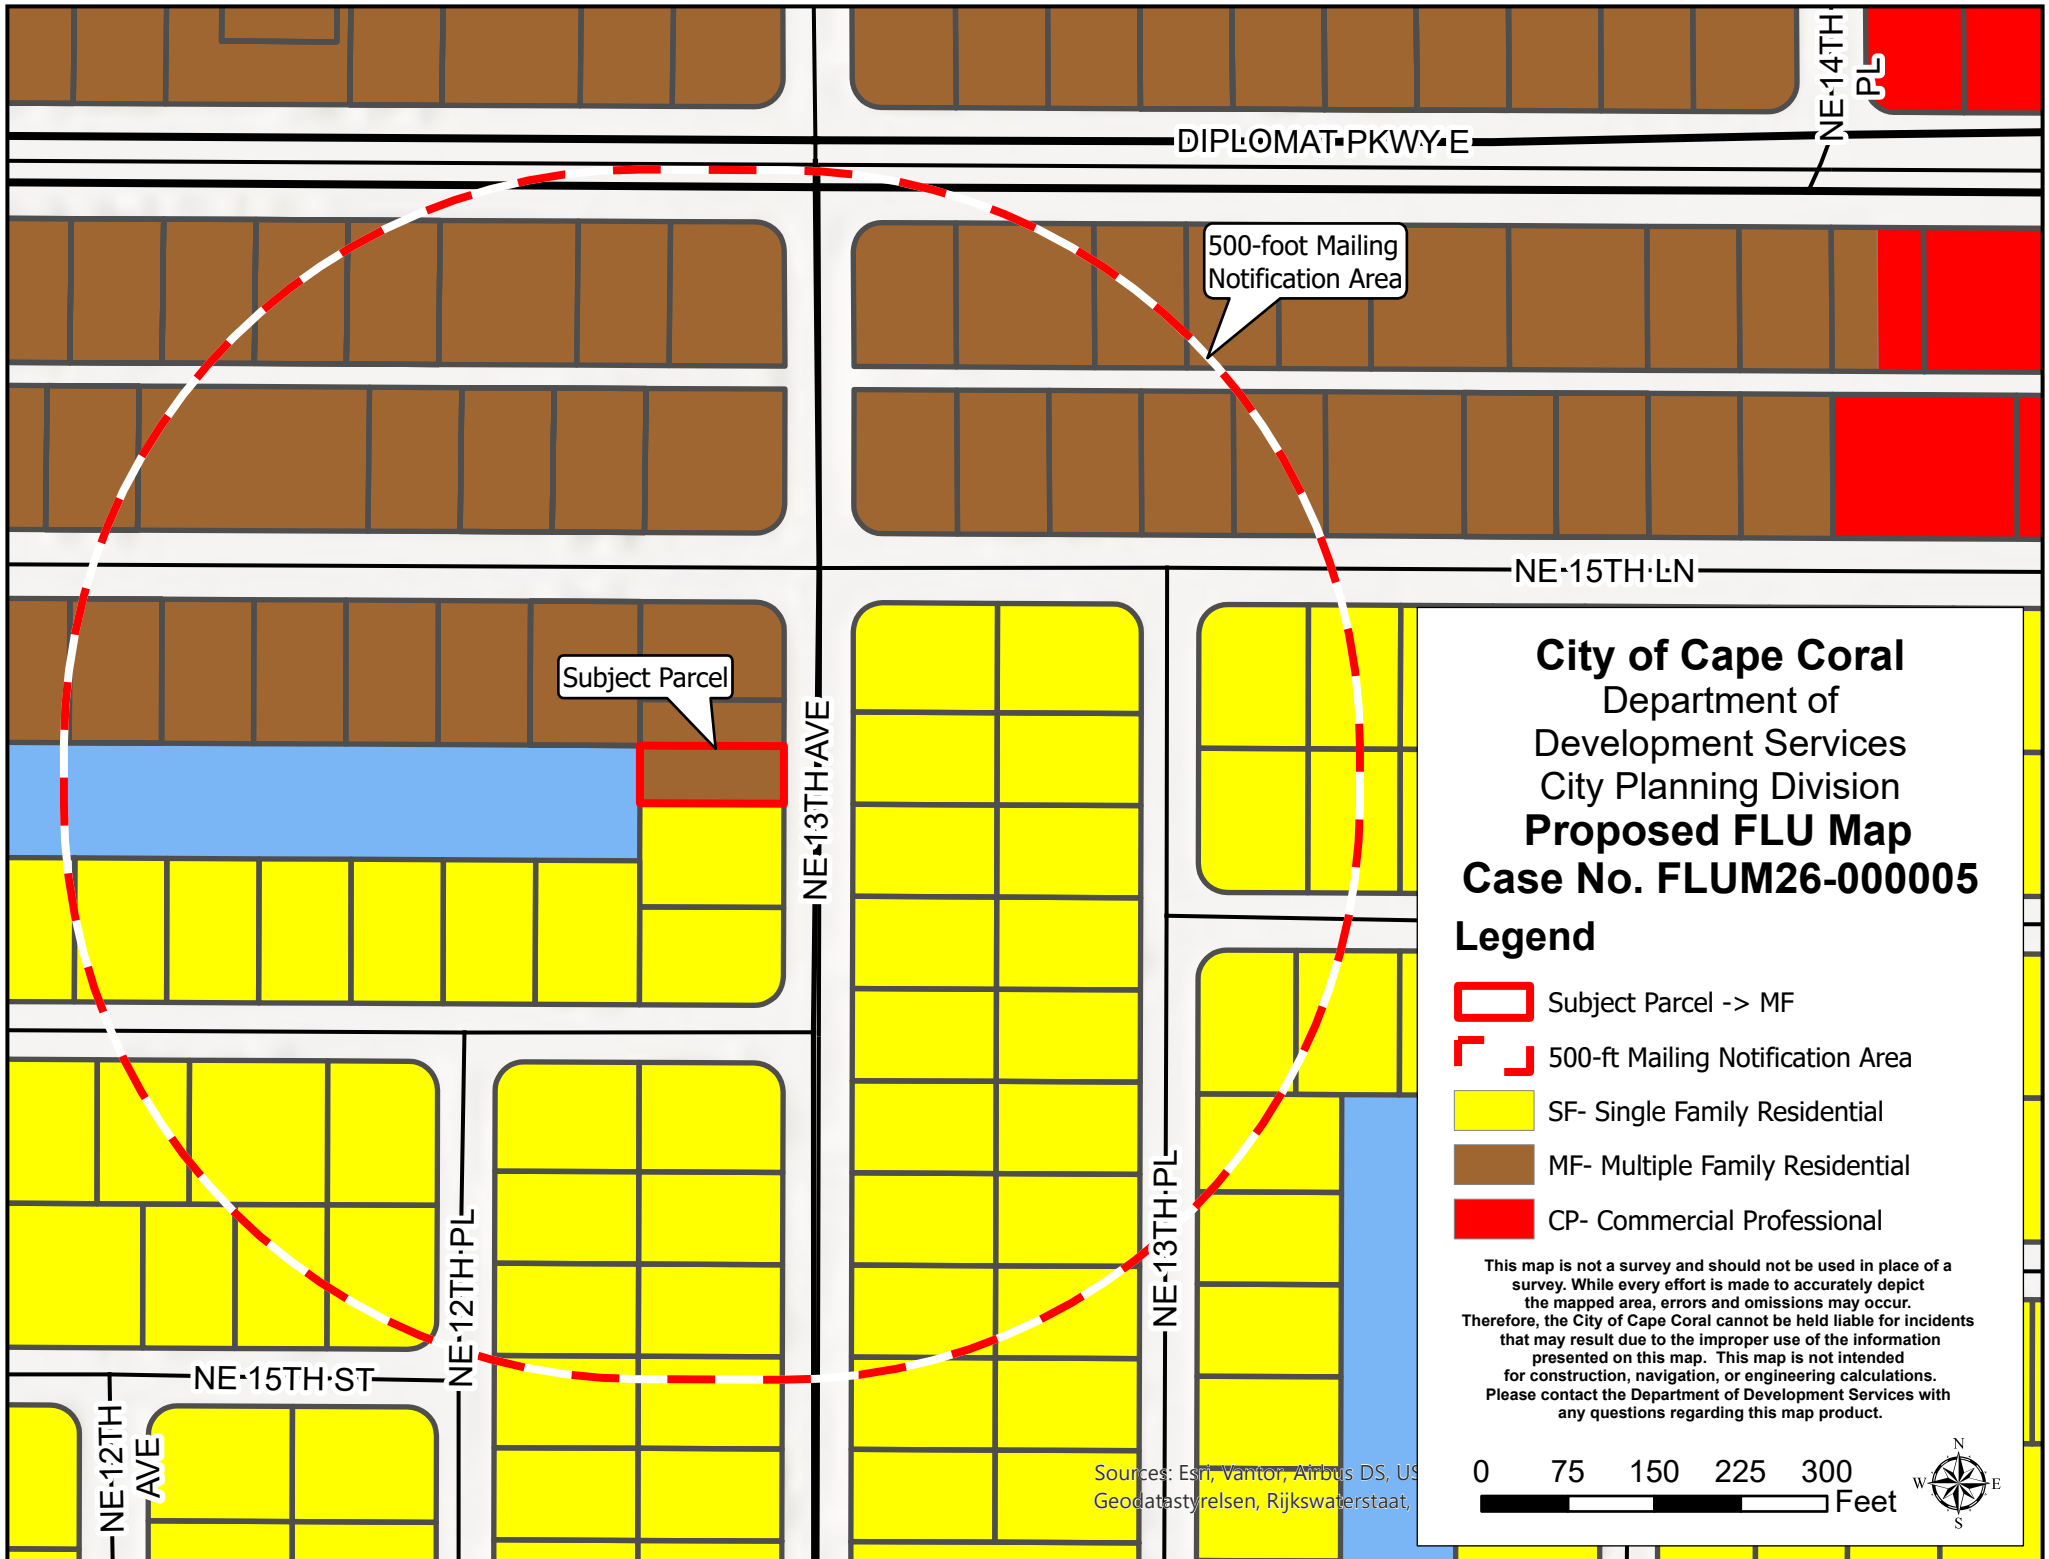 NE 14TH
PL
DIPLOMAT PKWY E
500-foot Mailing
Notification Area
NE 15TH LN
Subject Parcel
NE 13TH AVE
NE 12TH PL
NE 13TH PL
NE 15TH ST
NE 12TH
AVE
City of Cape Coral
Department of
Development Services
City Planning Division
Proposed FLU Map
Case No. FLUM26-000005
Legend
Subject Parcel -> MF
500-ft Mailing Notification Area
SF- Single Family Residential
MF- Multiple Family Residential
CP- Commercial Professional
This map is not a survey and should not be used in place of a
survey. While every effort is made to accurately depict
the mapped area, errors and omissions may occur.
Therefore, the City of Cape Coral cannot be held liable for incidents
that may result due to the improper use of the information
presented on this map. This map is not intended
for construction, navigation, or engineering calculations.
Please contact the Department of Development Services with
any questions regarding this map product.
0 75 150 225 300
Feet
N
W E
S
Sources: Esri, Vantor, Airbus DS, US
Geodatastyrelsen, Rijkswaterstaat,